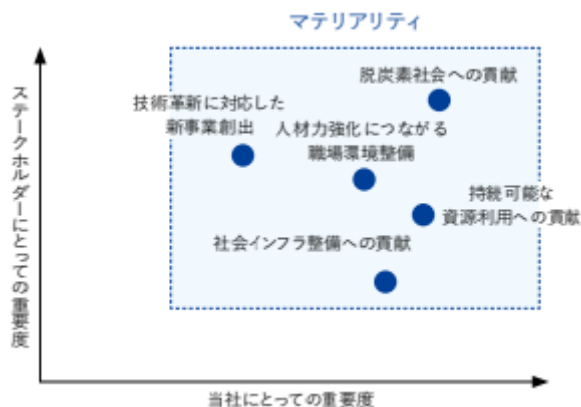 マテリアリティ
脱炭素社会への貢献
技術革新に対応した
新事業創出
人材力強化につながる
職場環境整備
持続可能な
資源利用への貢献
社会インフラ整備への貢献
ステークホルダーにとっての重要度
当社にとっての重要度